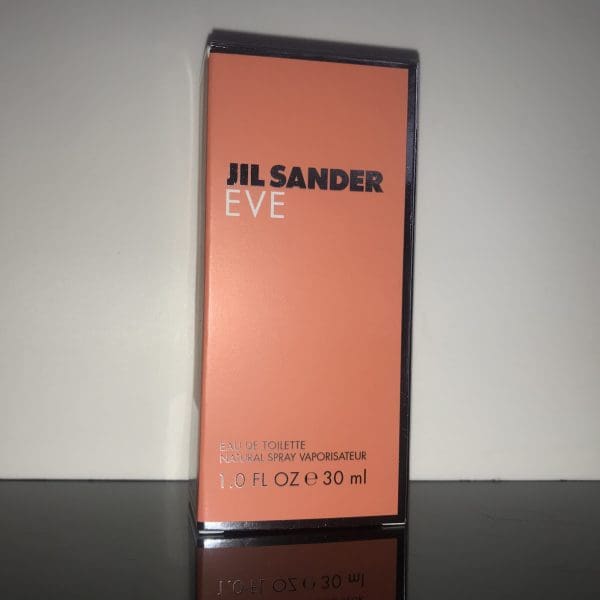 JIL SANDER
EVE
EAU DE TOILETTE
NATURAL SPRAY VAPORISATEUR
1.0 FL OZ ℮ 30 ml